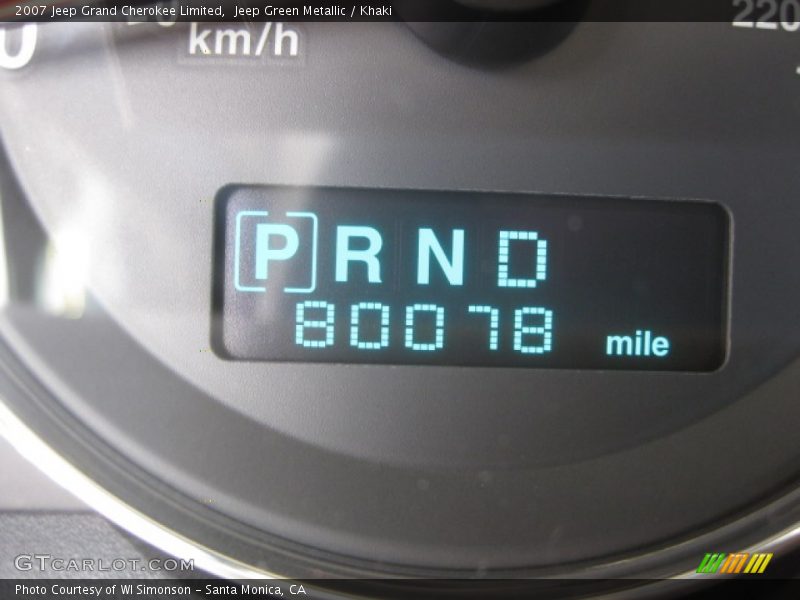 2007 Jeep Grand Cherokee Limited, Jeep Green Metallic / Khaki
km/h
220
0
P R N D
80078 mile
GTCARLOT.COM
Photo Courtesy of WI Simonson - Santa Monica, CA